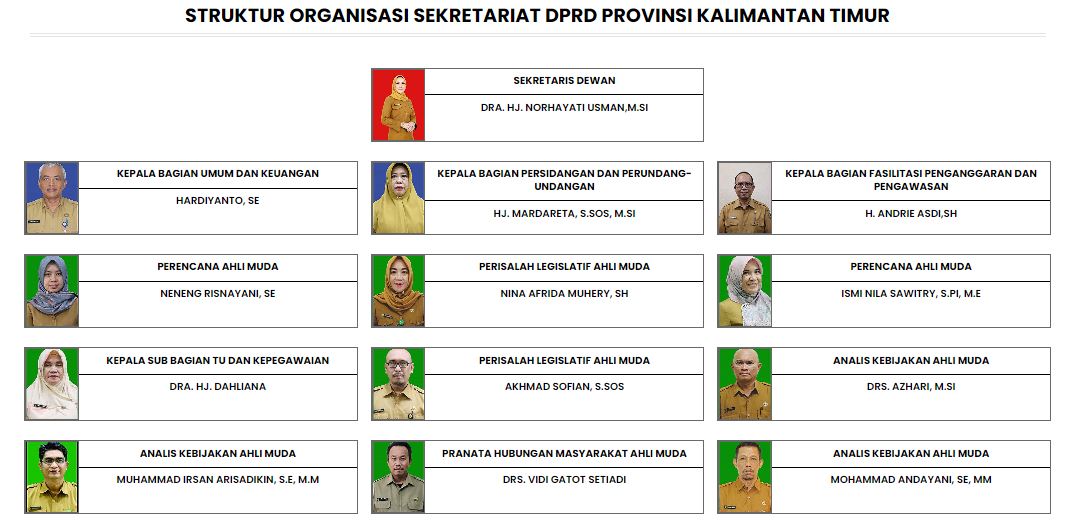 STRUKTUR ORGANISASI SEKRETARIAT DPRD PROVINSI KALIMANTAN TIMUR
SEKRETARIS DEWAN
DRA. HJ. NORHAYATI USMAN,M.SI
KEPALA BAGIAN UMUM DAN KEUANGAN
HARDIYANTO, SE
KEPALA BAGIAN PERSIDANGAN DAN PERUNDANG-
UNDANGAN
HJ. MARDARETA, S.SOS, M.SI
KEPALA BAGIAN FASILITASI PENGANGGARAN DAN
PENGAWASAN
H. ANDRIE ASDI,SH
PERENCANA AHLI MUDA
NENENG RISNAYANI, SE
PERISALAH LEGISLATIF AHLI MUDA
NINA AFRIDA MUHERY, SH
PERENCANA AHLI MUDA
ISMI NILA SAWITRY, S.PI, M.E
KEPALA SUB BAGIAN TU DAN KEPEGAWAIAN
DRA. HJ. DAHLIANA
PERISALAH LEGISLATIF AHLI MUDA
AKHMAD SOFIAN, S.SOS
ANALIS KEBIJAKAN AHLI MUDA
DRS. AZHARI, M.SI
ANALIS KEBIJAKAN AHLI MUDA
MUHAMMAD IRSAN ARISADIKIN, S.E, M.M
PRANATA HUBUNGAN MASYARAKAT AHLI MUDA
DRS. VIDI GATOT SETIADI
ANALIS KEBIJAKAN AHLI MUDA
MOHAMMAD ANDAYANI, SE, MM